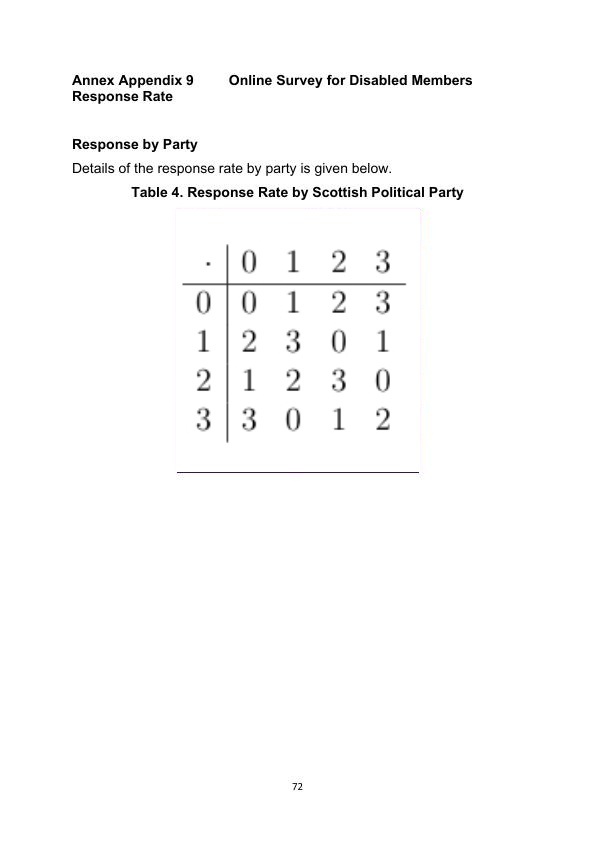 Annex Appendix 9 Online Survey for Disabled Members
Response Rate
Response by Party
Details of the response rate by party is given below.
Table 4. Response Rate by Scottish Political Party
· 0 1 2 3
0 0 1 2 3
1 2 3 0 1
2 1 2 3 0
3 3 0 1 2
72